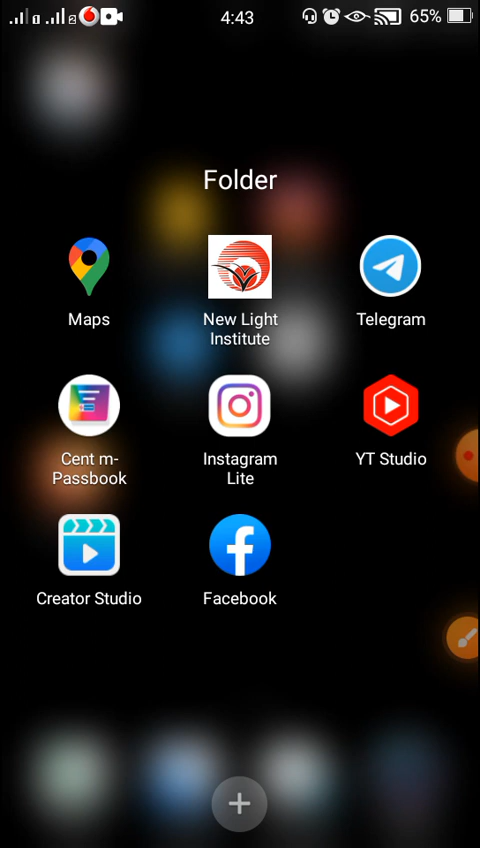 4:43
65%
Folder
Maps
New Light
Institute
Telegram
Cent m-
Passbook
Instagram
Lite
YT Studio
Creator Studio
Facebook